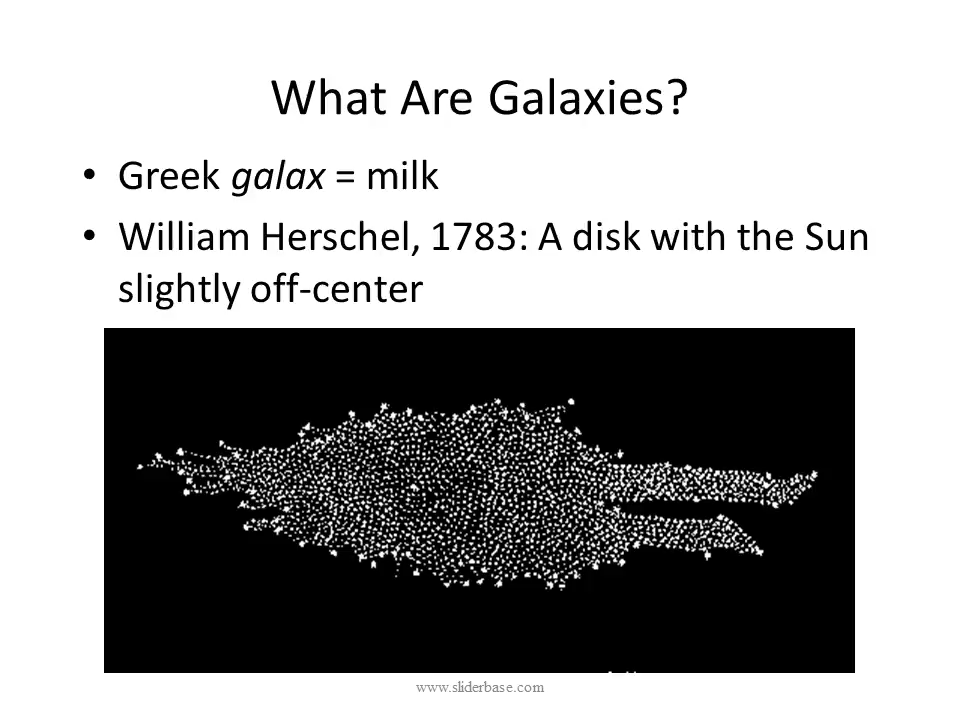 What Are Galaxies?
• Greek galax = milk
• William Herschel, 1783: A disk with the Sun
slightly off-center
www.sliderbase.com